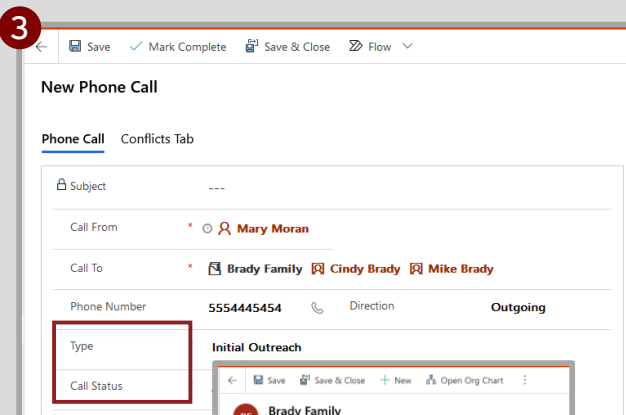 3
Save Mark Complete Save & Close Flow
New Phone Call
Phone Call Conflicts Tab
Subject ---
Call From * Mary Moran
Call To * Brady Family Cindy Brady Mike Brady
Phone Number 5554445454 Direction Outgoing
Type Initial Outreach
Call Status
Save Save & Close New Open Org Chart
Brady Family